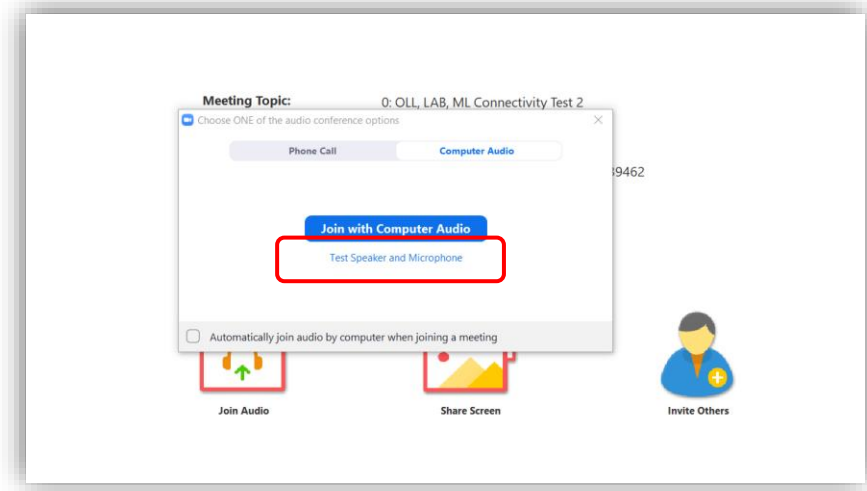 Meeting Topic: 0: OLL, LAB, ML Connectivity Test 2
Choose ONE of the audio conference options
Phone Call Computer Audio
9462
Join with Computer Audio
Test Speaker and Microphone
Automatically join audio by computer when joining a meeting
Join Audio Share Screen Invite Others